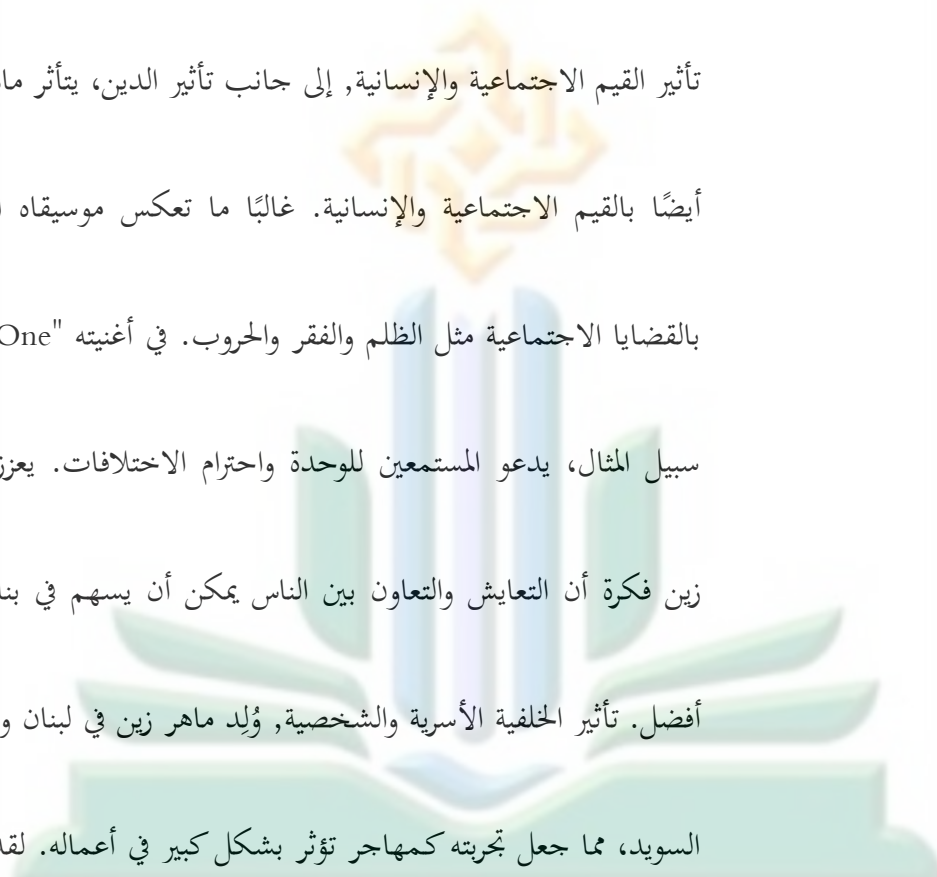 تأثير القيم الاجتماعية والإنسانية, إلى جانب تأثير الدين، يتأثر
أيضًا بالقيم الاجتماعية والإنسانية. غالبًا ما تعكس موسيقاه
بالقضايا الاجتماعية مثل الظلم والفقر والحروب. في أغنيته "One
سبيل المثال، يدعو المستمعين للوحدة واحترام الاختلافات. يعزز
زين فكرة أن التعايش والتعاون بين الناس يمكن أن يسهم في
أفضل. تأثير الخلفية الأسرية والشخصية, وُلِد ماهر زين في لبنان
السويد، مما جعل تجربته كمهاجر تؤثر بشكل كبير في أعماله.